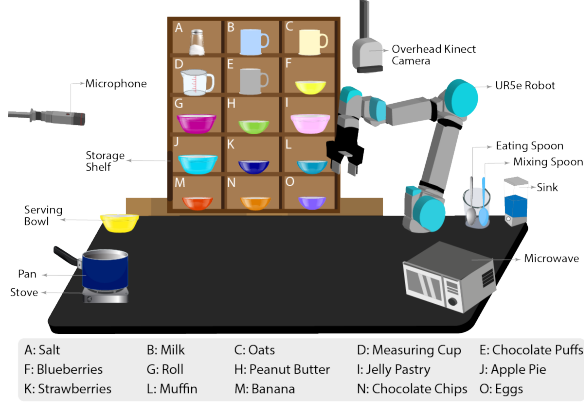 A
B
C
D
E
F
G
H
I
J
K
L
M
N
O
Overhead Kinect
Camera
Microphone
UR5e Robot
Eating Spoon
Mixing Spoon
Storage
Shelf
Sink
Serving
Bowl
Microwave
Pan
Stove
A: Salt B: Milk C: Oats D: Measuring Cup E: Chocolate Puffs
F: Blueberries G: Roll H: Peanut Butter I: Jelly Pastry J: Apple Pie
K: Strawberries L: Muffin M: Banana N: Chocolate Chips O: Eggs